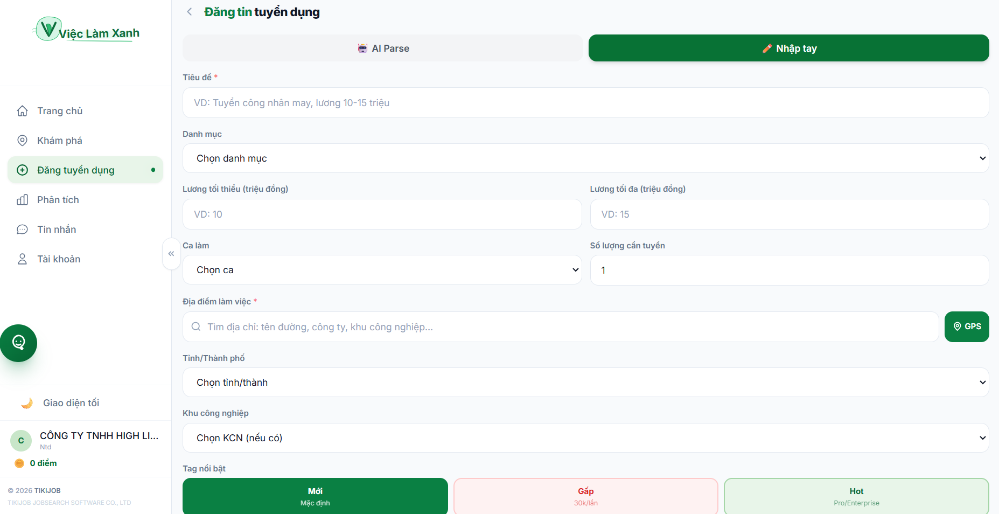 Việc Làm Xanh
Trang chủ
Khám phá
Đăng tuyển dụng
Phân tích
Tin nhắn
Tài khoản
Giao diện tối
C
CÔNG TY TNHH HIGH LI...
Ntd
0 điểm
© 2026 TIKIJOB
TIKIJOB JOBSEARCH SOFTWARE CO., LTD
Đăng tin tuyển dụng
AI Parse
Nhập tay
Tiêu đề *
VD: Tuyển công nhân may, lương 10-15 triệu
Danh mục
Chọn danh mục
Lương tối thiểu (triệu đồng)
Lương tối đa (triệu đồng)
VD: 10
VD: 15
Ca làm
Số lượng cần tuyển
Chọn ca
1
Địa điểm làm việc *
Tìm địa chỉ: tên đường, công ty, khu công nghiệp...
GPS
Tỉnh/Thành phố
Chọn tỉnh/thành
Khu công nghiệp
Chọn KCN (nếu có)
Tag nổi bật
Mới
Mặc định
Gấp
30k/lần
Hot
Pro/Enterprise